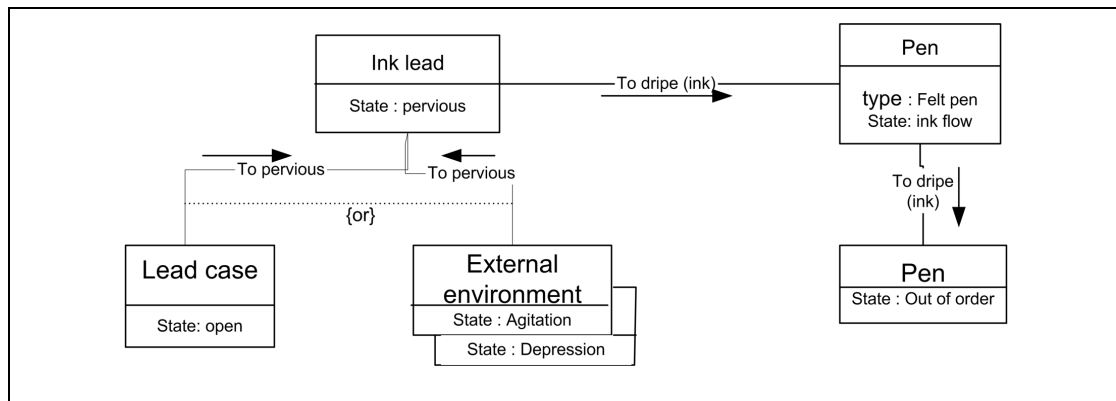 Ink lead
State : pervious
To dripe (ink)
Pen
type : Felt pen
State: ink flow
To pervious
To pervious
To dripe
(ink)
{or}
Lead case
State: open
External
environment
State : Agitation
State : Depression
Pen
State : Out of order